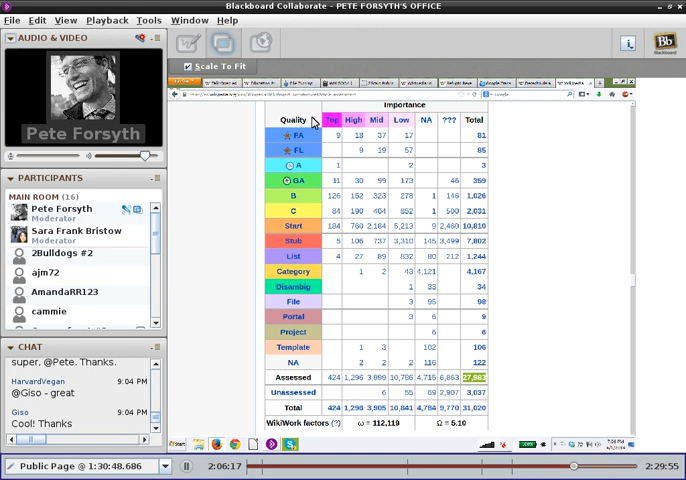 Blackboard Collaborate - PETE FORSYTH'S OFFICE
File Edit View Playback Tools Window Help
AUDIO & VIDEO
Pete Forsyth
PARTICIPANTS
MAIN ROOM (16)
Pete Forsyth
Moderator
Sara Frank Bristow
Moderator
2Bulldogs #2
ajm72
AmandaRR123
cammie
CHAT
super, @Pete. Thanks.
HarvardVegan 9:04 PM
@Giso - great
Giso 9:04 PM
Cool! Thanks
Scale To Fit
Bb
Importance
Quality Top High Mid Low NA ??? Total
FA 9 18 37 17 81
FL 9 19 57 85
A 1 2 3
GA 11 30 99 173 46 359
B 126 152 323 278 1 146 1,026
C 84 190 404 852 1 500 2,031
Start 184 760 2,184 5,213 9 2,460 10,810
Stub 5 106 737 3,310 145 3,499 7,802
List 4 27 89 832 80 212 1,244
Category 1 2 43 4,121 4,167
Disambig 1 33 34
File 3 95 98
Portal 3 6 9
Project 6 6
Template 1 3 102 106
NA 2 2 2 116 122
Assessed 424 1,296 3,899 10,786 4,715 6,863 27,983
Unassessed 6 55 69 2,907 3,037
Total 424 1,296 3,905 10,841 4,784 9,770 31,020
WikiWork factors (?) ω = 112,119 Ω = 5.10
Start
Public Page @ 1:30:48.686 2:06:17 2:29:55